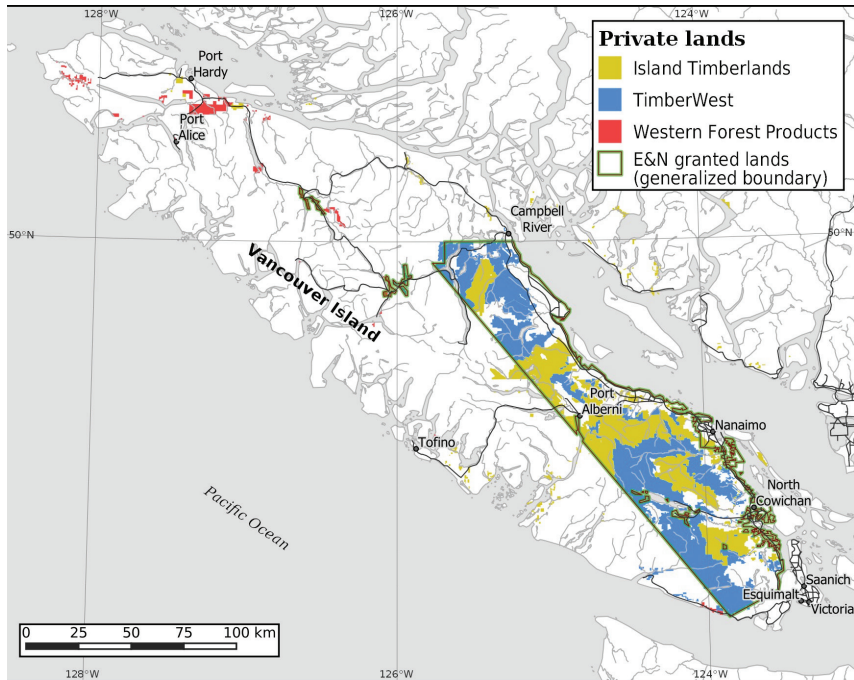 128°W
126°W
124°W
Private lands
Island Timberlands
TimberWest
Western Forest Products
E&N granted lands
(generalized boundary)
Port
Hardy
Port
Alice
Campbell
River
50°N
50°N
Vancouver Island
Port
Alberni
Nanaimo
Tofino
North
Cowichan
Pacific Ocean
Saanich
Esquimalt
Victoria
0 25 50 75 100 km
128°W
126°W
124°W